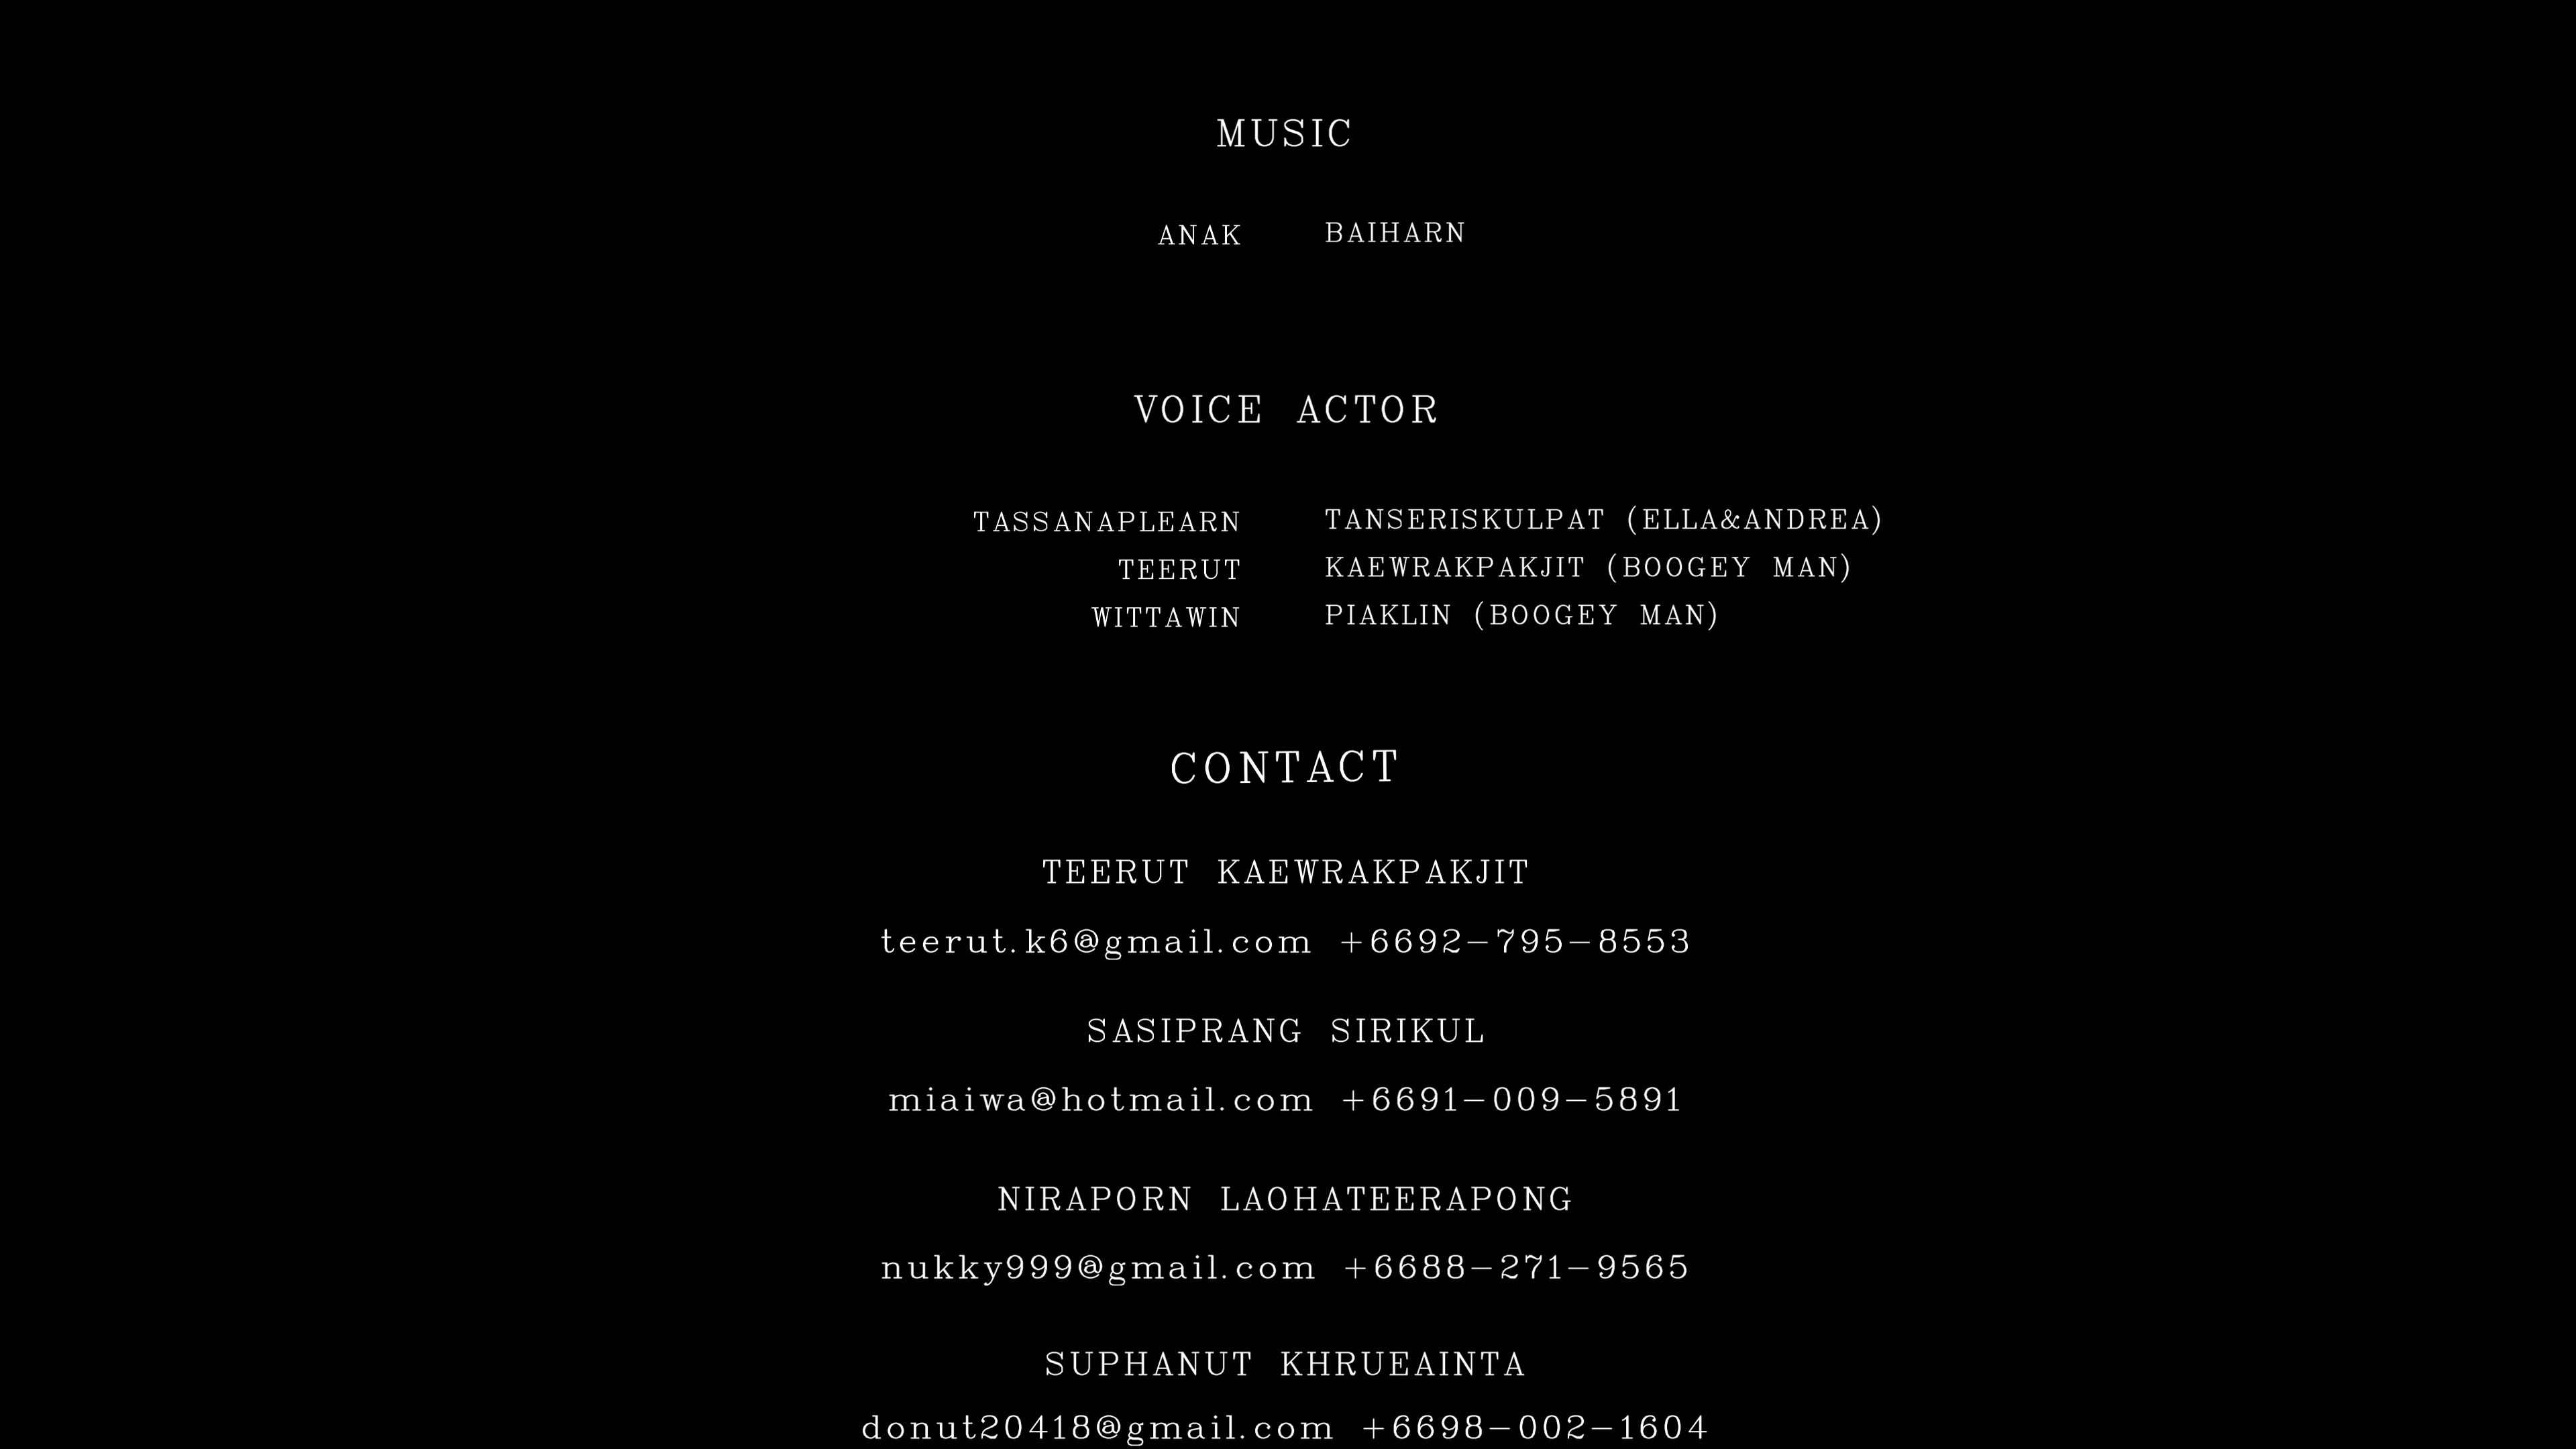 MUSIC
ANAK BAIHARN
VOICE ACTOR
TASSANAPLEARN TANSERISKULPAT (ELLA&ANDREA)
TEERUT KAEWRAKPAKJIT (BOOGEY MAN)
WITTAWIN PIAKLIN (BOOGEY MAN)
CONTACT
TEERUT KAEWRAKPAKJIT
teerut.k6@gmail.com +6692-795-8553
SASIPRANG SIRIKUL
miaiwa@hotmail.com +6691-009-5891
NIRAPORN LAOHATEERAPONG
nukky999@gmail.com +6688-271-9565
SUPHANUT KHRUEAINTA
donut20418@gmail.com +6698-002-1604